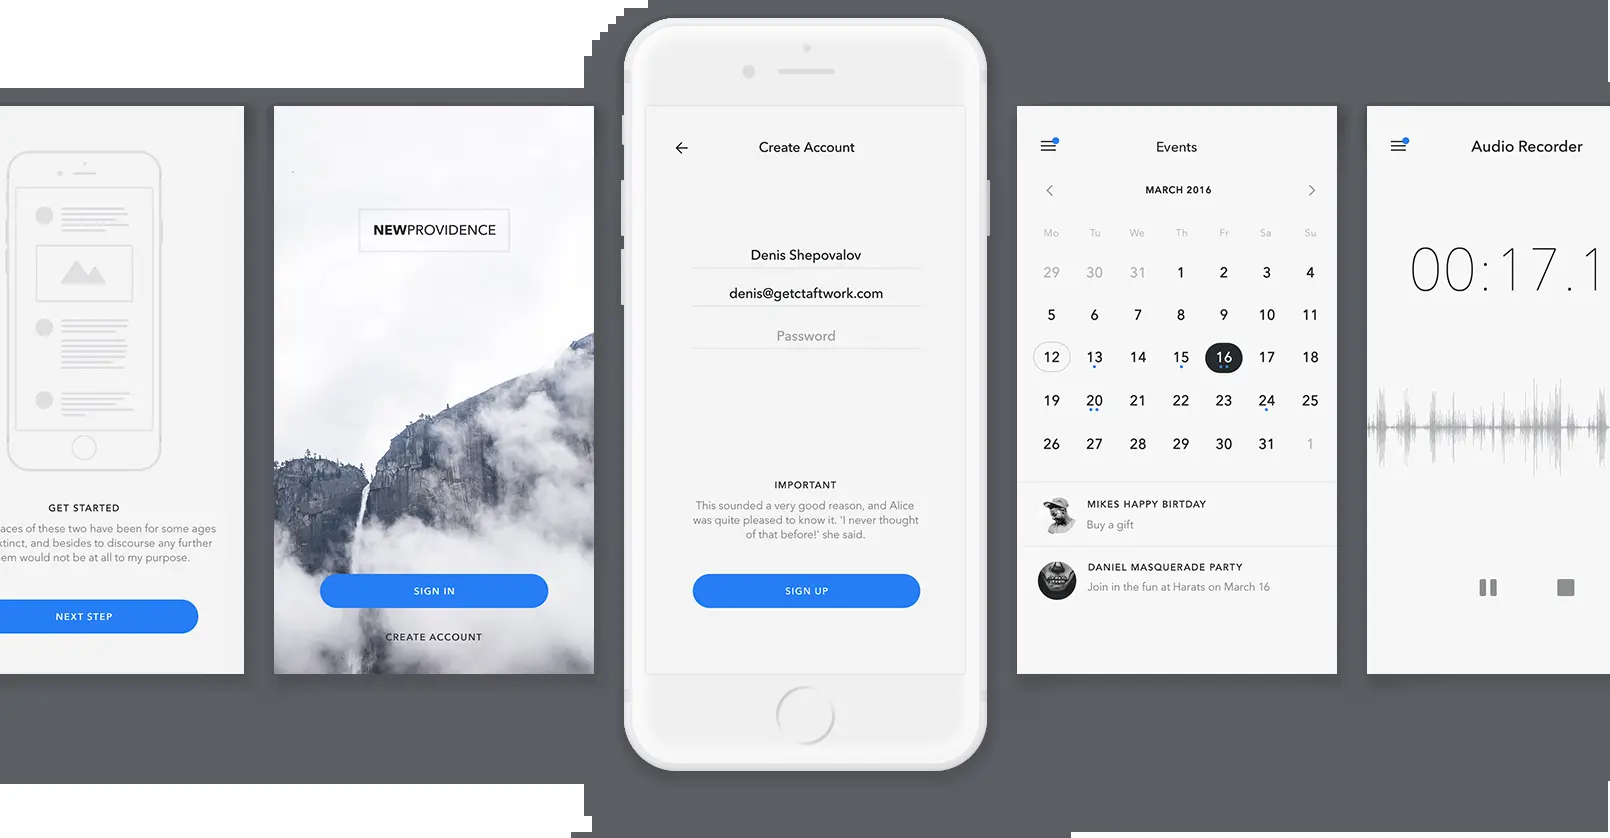 GET STARTED
aces of these two have been for some ages
xtinct, and besides to discourse any further
em would not be at all to my purpose.
NEXT STEP
NEWPROVIDENCE
SIGN IN
CREATE ACCOUNT
Create Account
Denis Shepovalov
denis@getctaftwork.com
Password
IMPORTANT
This sounded a very good reason, and Alice
was quite pleased to know it. 'I never thought
of that before!' she said.
SIGN UP
Events
MARCH 2016
Mo Tu We Th Fr Sa Su
29 30 31 1 2 3 4
5 6 7 8 9 10 11
12 13 14 15 16 17 18
19 20 21 22 23 24 25
26 27 28 29 30 31 1
MIKES HAPPY BIRTDAY
Buy a gift
DANIEL MASQUERADE PARTY
Join in the fun at Harats on March 16
Audio Recorder
00:17.1